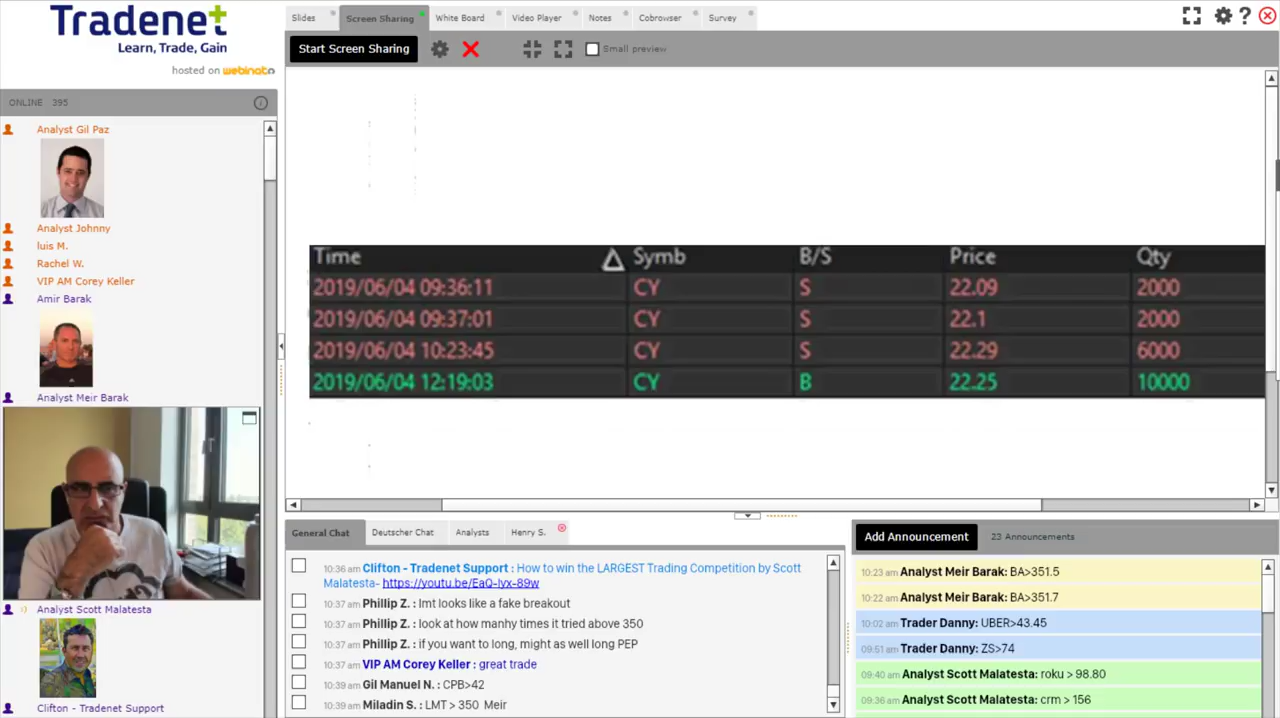 Tradenet
Learn, Trade, Gain
hosted on webinato
Slides
Screen Sharing
White Board
Video Player
Notes
Cobrowser
Survey
Start Screen Sharing
Small preview
ONLINE 395
Analyst Gil Paz
Analyst Johnny
luis M.
Rachel W.
VIP AM Corey Keller
Amir Barak
Analyst Meir Barak
Analyst Scott Malatesta
Clifton - Tradenet Support
Time Symb B/S Price Qty
2019/06/04 09:36:11 CY S 22.09 2000
2019/06/04 09:37:01 CY S 22.1 2000
2019/06/04 10:23:45 CY S 22.29 6000
2019/06/04 12:19:03 CY B 22.25 10000
General Chat
Deutscher Chat
Analysts
Henry S.
10:36 am Clifton - Tradenet Support : How to win the LARGEST Trading Competition by Scott
Malatesta- https://youtu.be/EaQ-lyx-89w
10:37 am Phillip Z. : lmt looks like a fake breakout
10:37 am Phillip Z. : look at how manhy times it tried above 350
10:37 am Phillip Z. : if you want to long, might as well long PEP
10:37 am VIP AM Corey Keller : great trade
10:39 am Gil Manuel N. : CPB>42
10:39 am Miladin S. : LMT > 350 Meir
Add Announcement
23 Announcements
10:23 am Analyst Meir Barak: BA>351.5
10:22 am Analyst Meir Barak: BA>351.7
10:02 am Trader Danny: UBER>43.45
09:51 am Trader Danny: ZS>74
09:40 am Analyst Scott Malatesta: roku > 98.80
09:36 am Analyst Scott Malatesta: crm > 156